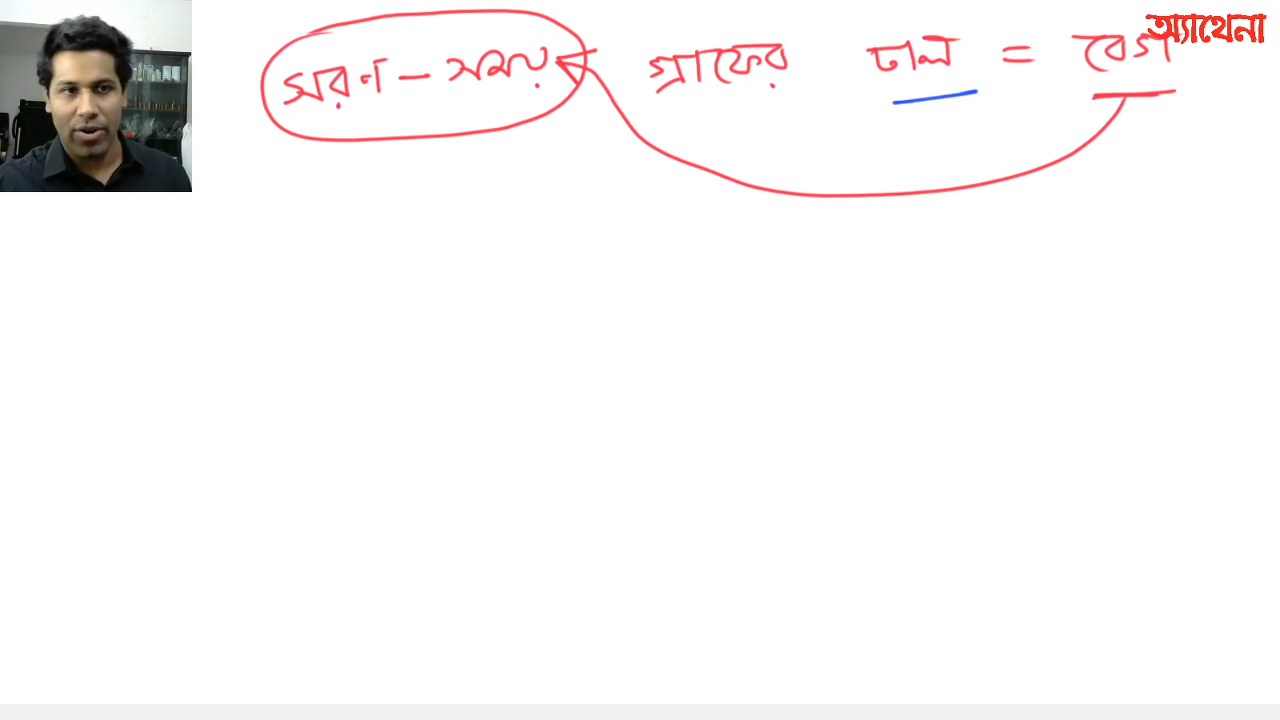 সরণ – সময় গ্রাফের ঢাল = বেগ
অ্যাথেনা